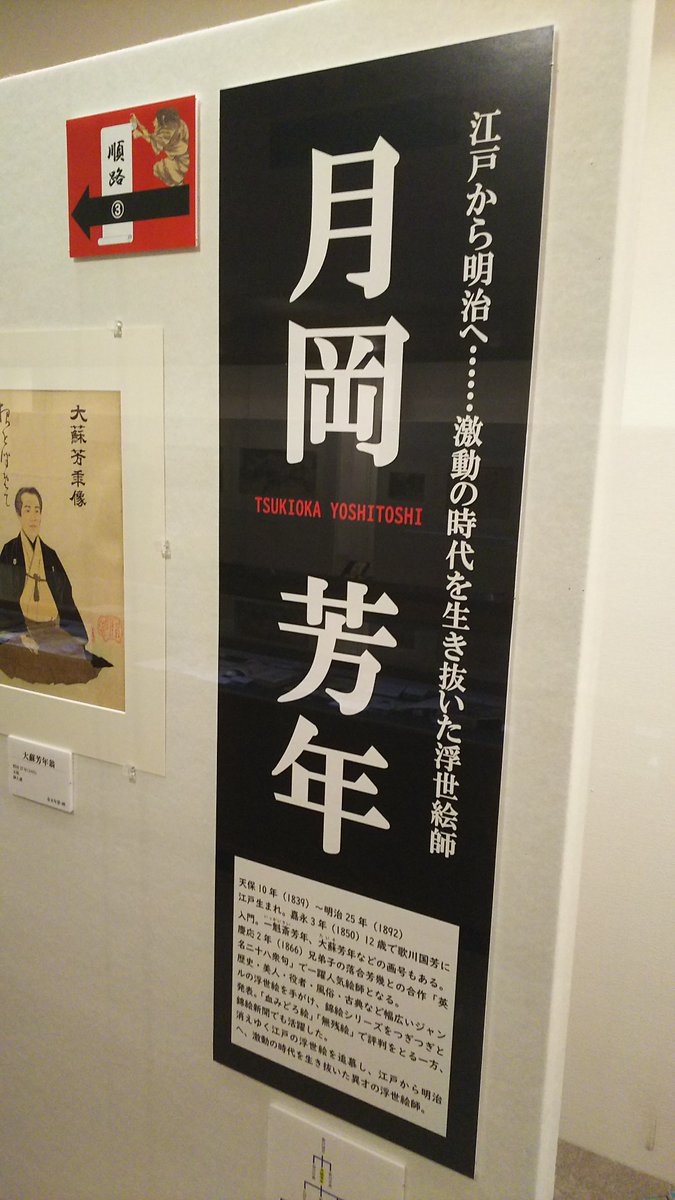 順路
③
江戸から明治へ……激動の時代を生き抜いた浮世絵師
月岡 芳年
TSUKIOKA YOSHITOSHI
天保10年（1839）～明治25年（1892）
江戸生まれ。嘉永3年（1850）12歳で歌川国芳に
入門。一魁斎芳年、大蘇芳年などの画号もある。
慶応2年（1866）兄弟子の落合芳幾との合作「英
名二十八衆句」で一躍人気絵師となる。
歴史・美人・役者・風俗・古典など幅広いジャン
ルの浮世絵を手がけ、錦絵シリーズをつぎつぎと
発表。「血みどろ絵」「無残絵」で評判をとる一方、
錦絵新聞でも活躍した。
消えゆく江戸の浮世絵を追慕し、江戸から明治
へ、激動の時代を生き抜いた異才の浮世絵師。
大蘇芳年像
大蘇芳年翁